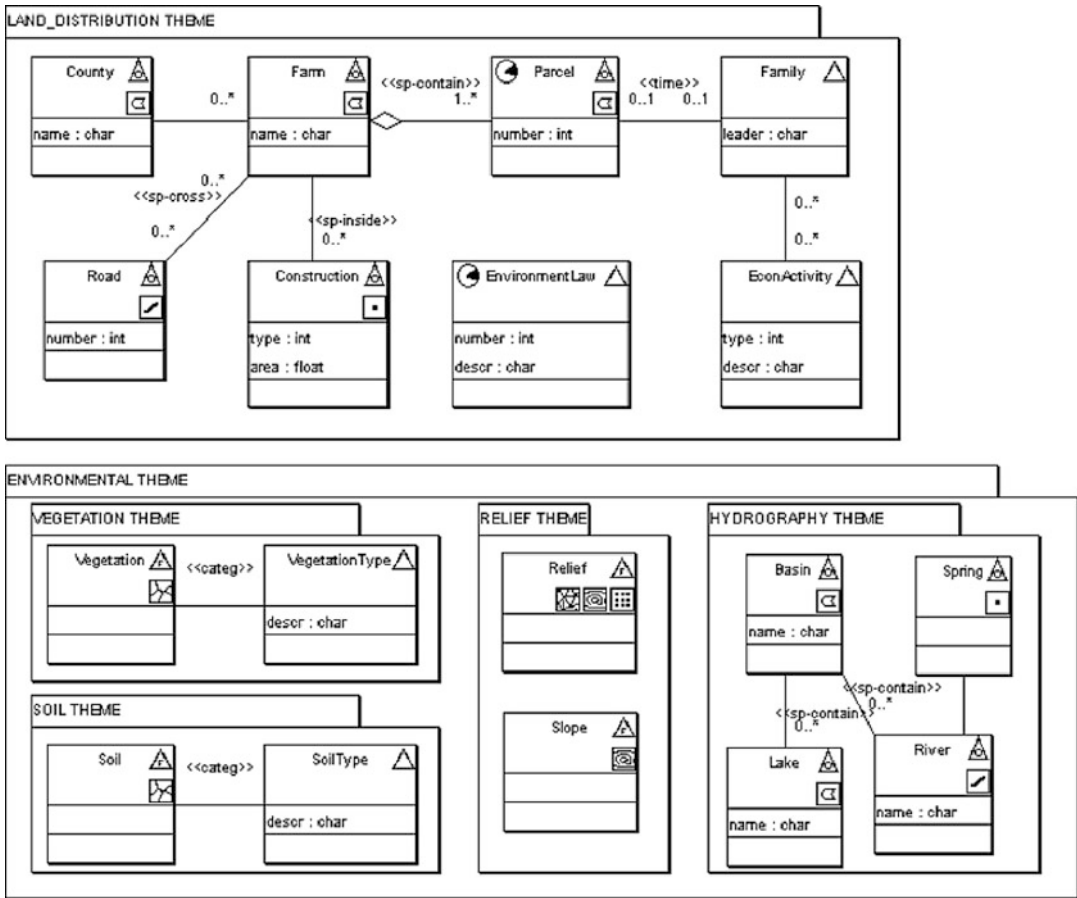 LAND_DISTRIBUTION THEME
County
name : char
0..*
Farm
name : char
<<sp-contain>>
1..*
Parcel
number : int
<<time>>
0..1 0..1
Family
leader : char
0..*
<<sp-cross>>
0..*
<<sp-inside>>
0..*
0..*
0..*
Road
number : int
Construction
type : int
area : float
EnvironmentLaw
number : int
descr : char
EconActivity
type : int
descr : char
ENVIRONMENTAL THEME
VEGETATION THEME
Vegetation
<<categ>>
VegetationType
descr : char
SOIL THEME
Soil
<<categ>>
SoilType
descr : char
RELIEF THEME
Relief
Slope
HYDROGRAPHY THEME
Basin
name : char
Spring
<<sp-contain>>
0..*
<<sp-contain>>
0..*
Lake
name : char
River
name : char